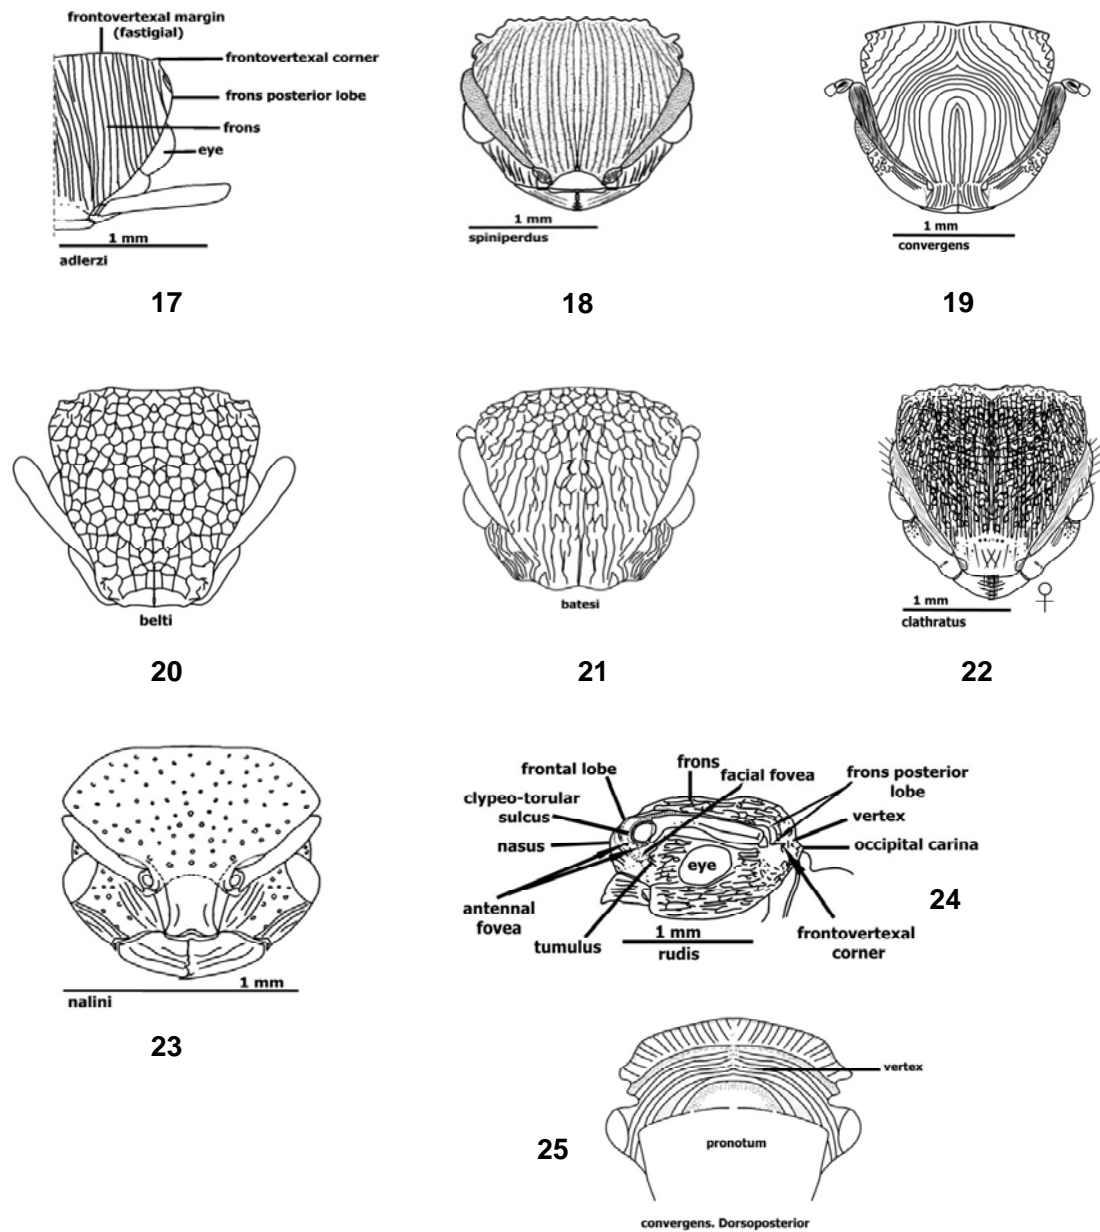 frontovertexal margin
(fastigial)
frontovertexal corner
frons posterior lobe
frons
eye
1 mm
adlerzi
17
1 mm
spiniperdus
18
1 mm
convergens
19
belti
20
batesi
21
1 mm
clathratus
♀
22
1 mm
nalini
23
frontal lobe
frons
facial fovea
frons posterior
lobe
clypeo-torular
sulcus
vertex
nasus
occipital carina
eye
antennal
fovea
tumulus
1 mm
rudis
frontovertexal
corner
24
vertex
pronotum
25
convergens. Dorsoposterior